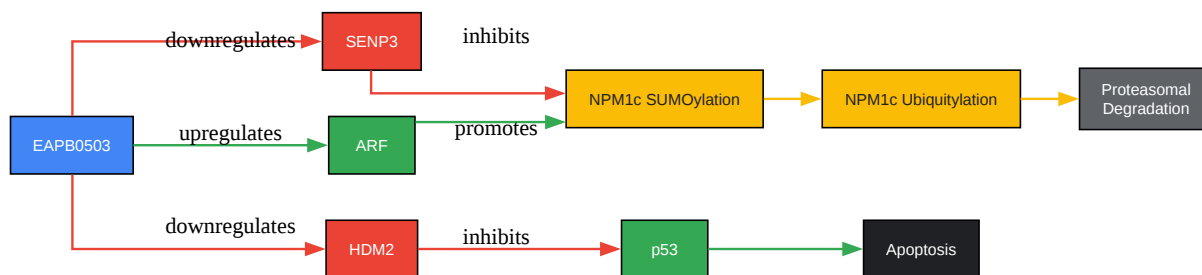 downregulates
SENP3
inhibits
NPM1c SUMOylation
NPM1c Ubiquitylation
Proteasomal
Degradation
EAPB0503
upregulates
ARF
promotes
downregulates
HDM2
inhibits
p53
Apoptosis